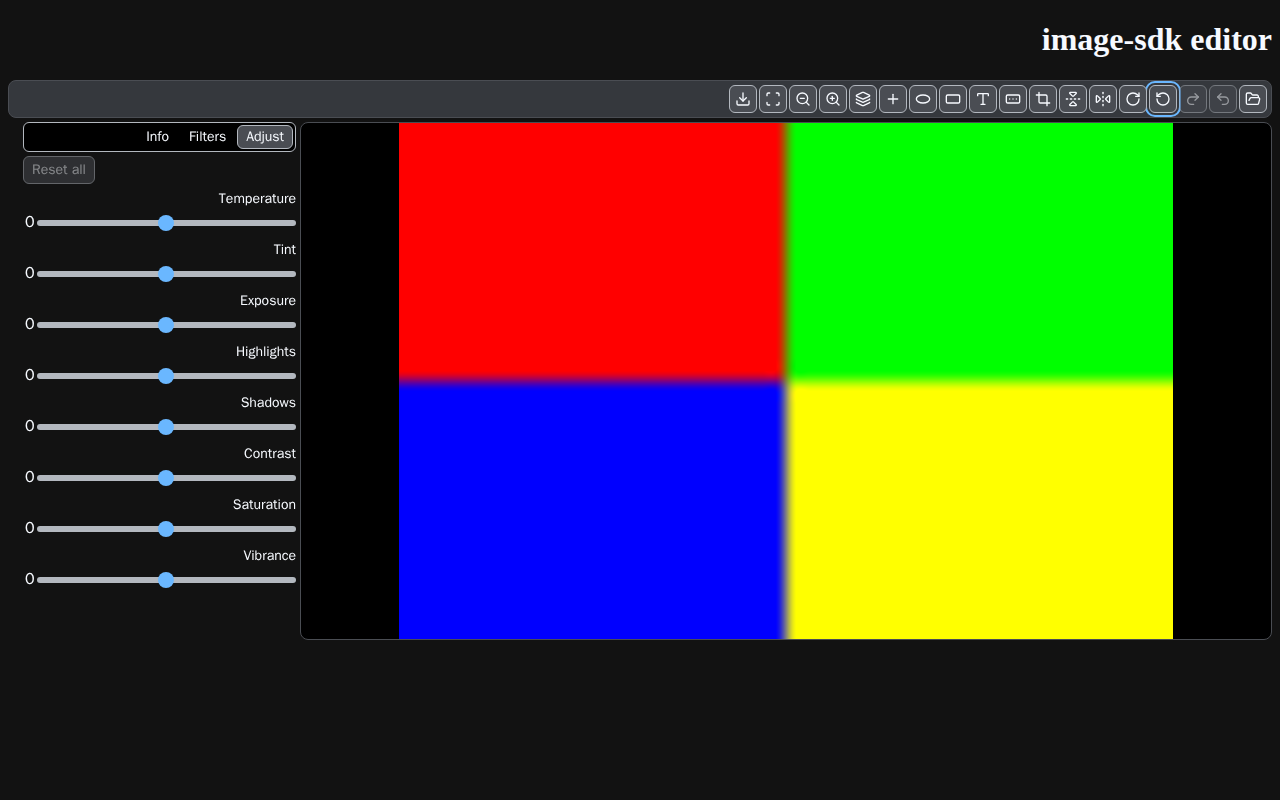 image-sdk editor
Info Filters Adjust
Reset all
Temperature
0
Tint
0
Exposure
0
Highlights
0
Shadows
0
Contrast
0
Saturation
0
Vibrance
0